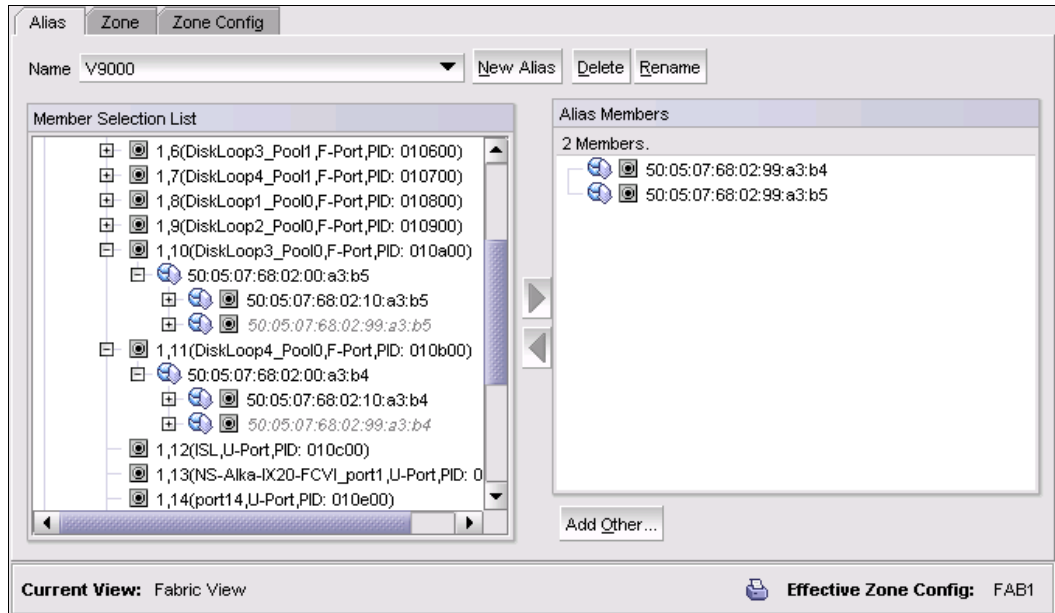 Alias Zone Zone Config
Name V9000 New Alias Delete Rename
Member Selection List
1,6(DiskLoop3_Pool1,F-Port,PID: 010600)
1,7(DiskLoop4_Pool1,F-Port,PID: 010700)
1,8(DiskLoop1_Pool0,F-Port,PID: 010800)
1,9(DiskLoop2_Pool0,F-Port,PID: 010900)
1,10(DiskLoop3_Pool0,F-Port,PID: 010a00)
50:05:07:68:02:00:a3:b5
50:05:07:68:02:10:a3:b5
50:05:07:68:02:99:a3:b5
1,11(DiskLoop4_Pool0,F-Port,PID: 010b00)
50:05:07:68:02:00:a3:b4
50:05:07:68:02:10:a3:b4
50:05:07:68:02:99:a3:b4
1,12(ISL,U-Port,PID: 010c00)
1,13(NS-Alka-IX20-FCVI_port1,U-Port,PID: 0
1,14(port14,U-Port,PID: 010e00)
Alias Members
2 Members.
50:05:07:68:02:99:a3:b4
50:05:07:68:02:99:a3:b5
Add Other...
Current View: Fabric View
Effective Zone Config: FAB1